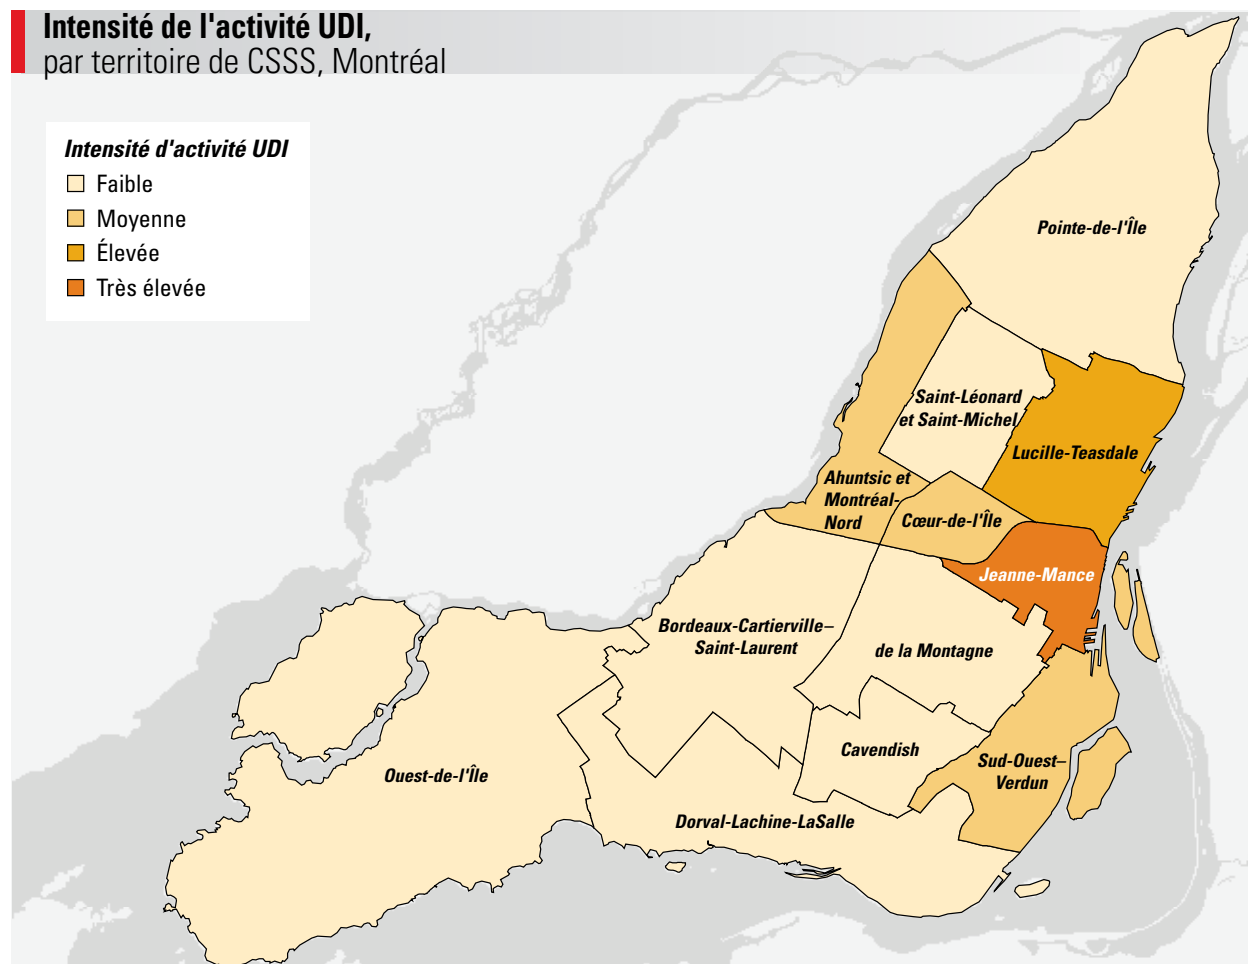 Intensité de l'activité UDI,
par territoire de CSSS, Montréal
Intensité d'activité UDI
Faible
Moyenne
Élevée
Très élevée
Pointe-de-l'Île
Saint-Léonard
et Saint-Michel
Lucille-Teasdale
Ahuntsic et
Montréal-
Nord
Cœur-de-l'Île
Jeanne-Mance
Bordeaux-Cartierville–
Saint-Laurent
de la Montagne
Cavendish
Sud-Ouest–
Verdun
Ouest-de-l'Île
Dorval-Lachine-LaSalle